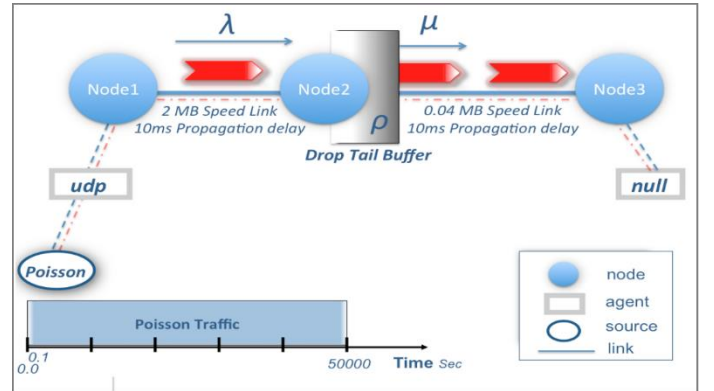 λ
μ
Node1
Node2
Node3
2 MB Speed Link
10ms Propagation delay
ρ
0.04 MB Speed Link
10ms Propagation delay
Drop Tail Buffer
udp
null
Poisson
Poisson Traffic
0.1
0.0
50000
Time Sec
node
agent
source
link